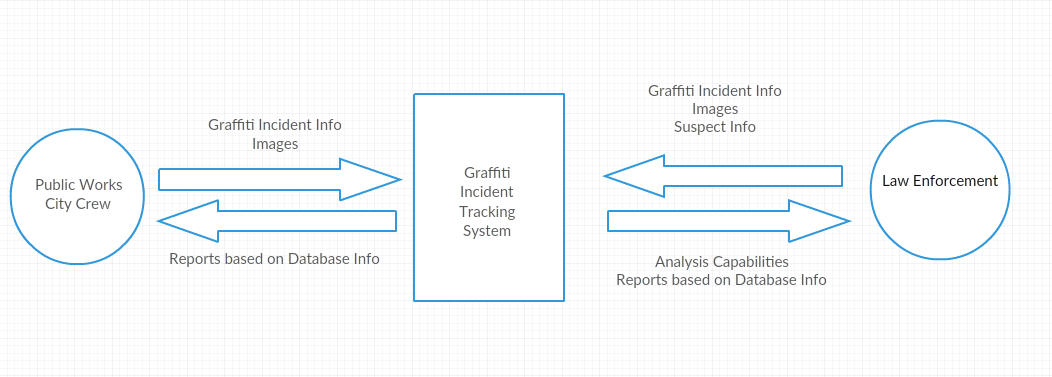 Public Works
City Crew
Graffiti Incident Info
Images
Reports based on Database Info
Graffiti
Incident
Tracking
System
Graffiti Incident Info
Images
Suspect Info
Analysis Capabilities
Reports based on Database Info
Law Enforcement